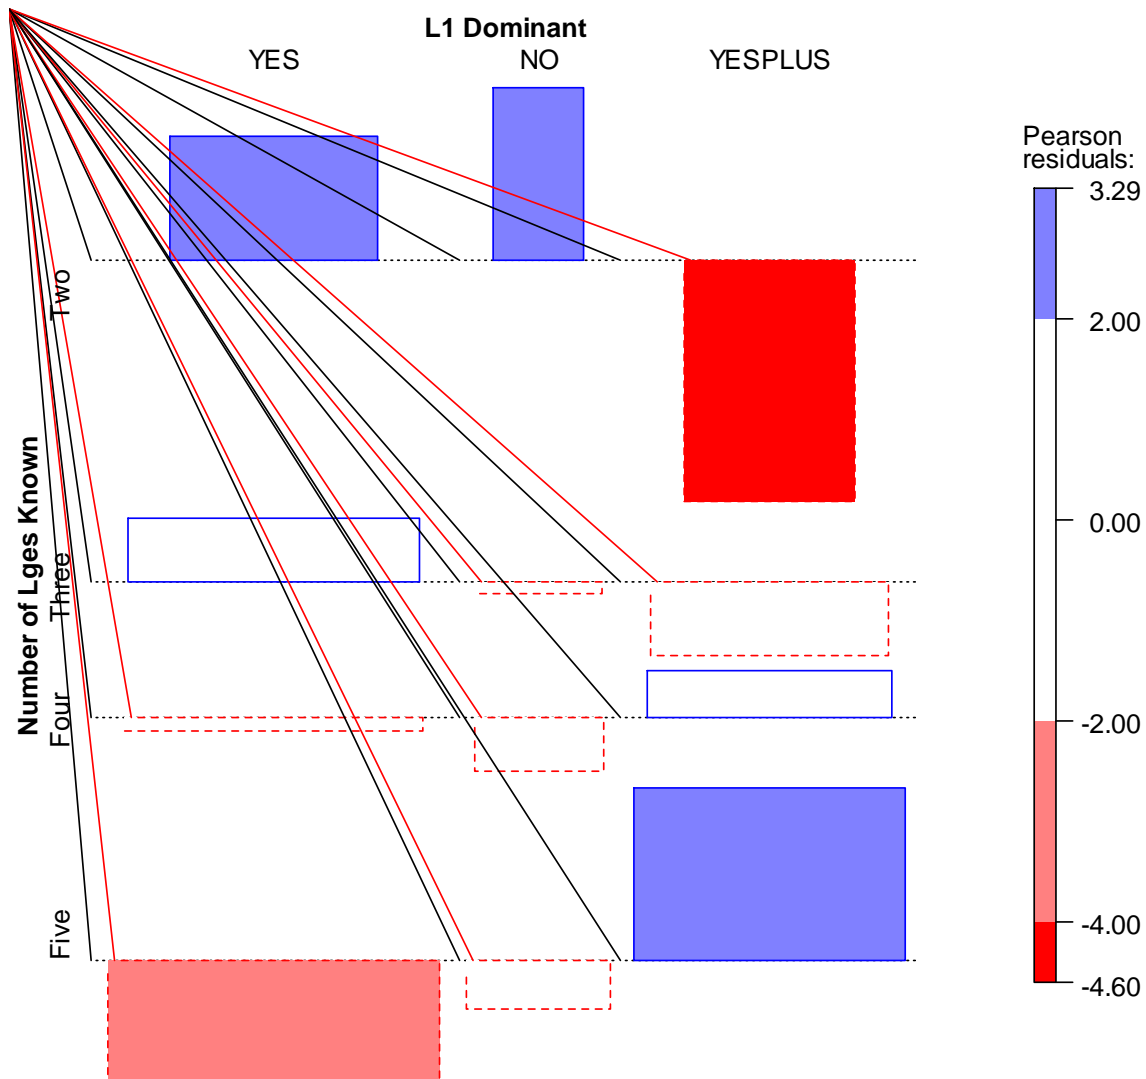 L1 Dominant
YES NO YESPLUS
Number of Lges Known
Two
Three
Four
Five
Pearson
residuals:
3.29
2.00
0.00
-2.00
-4.00
-4.60